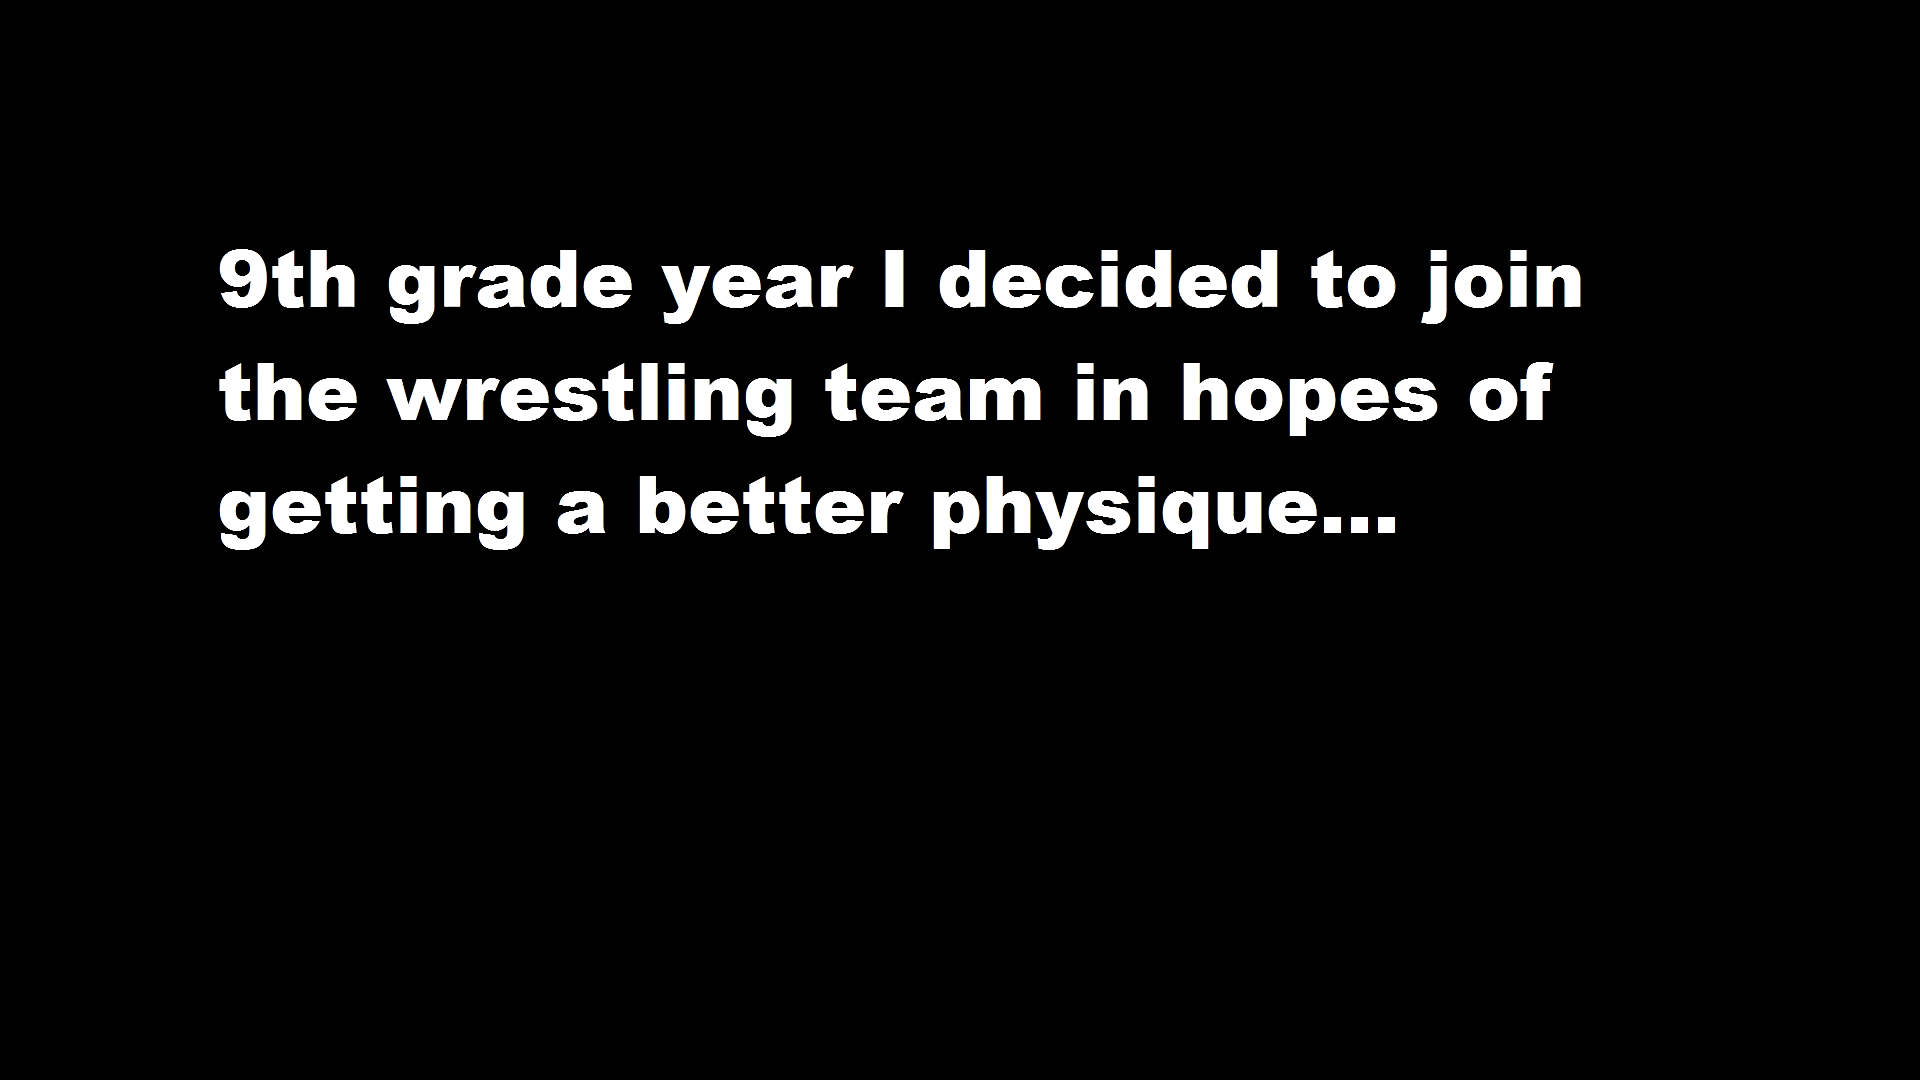 9th grade year I decided to join
the wrestling team in hopes of
getting a better physique...